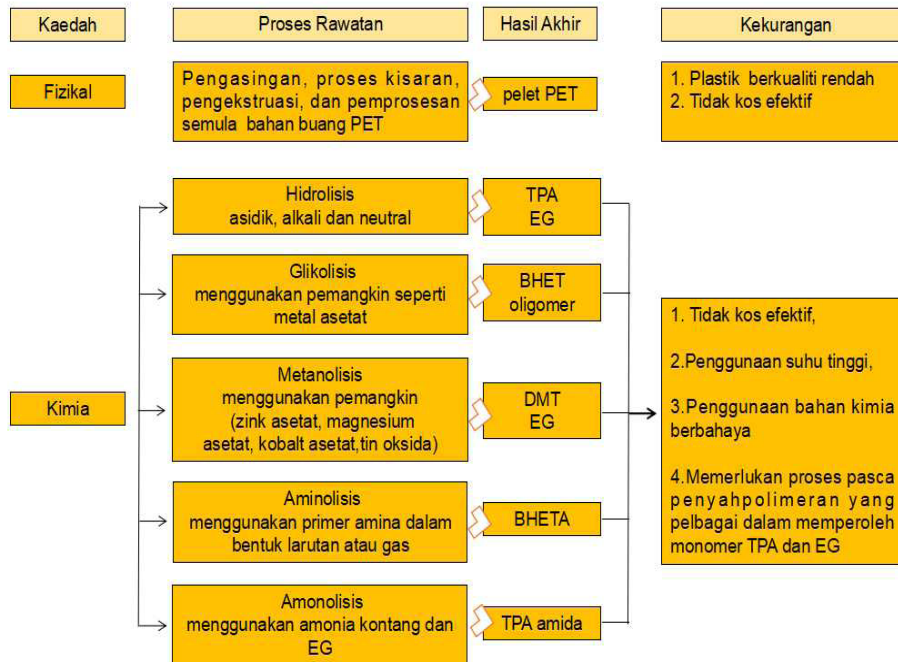 Kaedah
Proses Rawatan
Hasil Akhir
Kekurangan
Fizikal
Pengasingan, proses kisaran,
pengekstruasi, dan pemprosesan
semula bahan buang PET
pelet PET
1. Plastik berkualiti rendah
2. Tidak kos efektif
Kimia
Hidrolisis
asidik, alkali dan neutral
TPA
EG
Glikolisis
menggunakan pemangkin seperti
metal asetat
BHET
oligomer
Metanolisis
menggunakan pemangkin
(zink asetat, magnesium
asetat, kobalt asetat,tin oksida)
DMT
EG
Aminolisis
menggunakan primer amina dalam
bentuk larutan atau gas
BHETA
Amonolisis
menggunakan amonia kontang dan
EG
TPA amida
1. Tidak kos efektif,
2.Penggunaan suhu tinggi,
3.Penggunaan bahan kimia
berbahaya
4.Memerlukan proses pasca
penyahpolimeran yang
pelbagai dalam memperoleh
monomer TPA dan EG